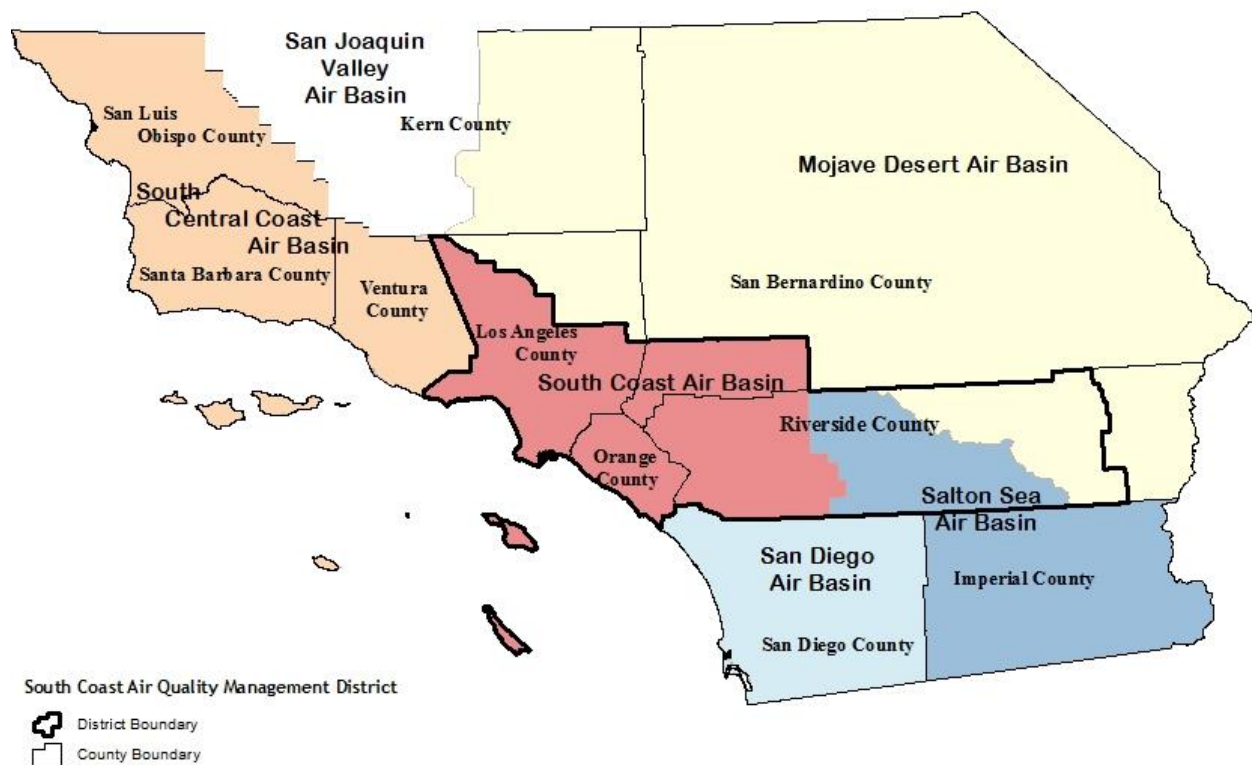 San Joaquin
Valley
Air Basin
San Luis
Obispo County
Kern County
Mojave Desert Air Basin
South
Central Coast
Air Basin
Santa Barbara County
Ventura
County
San Bernardino County
Los Angeles
County
South Coast Air Basin
Riverside County
Orange
County
Salton Sea
Air Basin
San Diego
Air Basin
Imperial County
San Diego County
South Coast Air Quality Management District
District Boundary
County Boundary